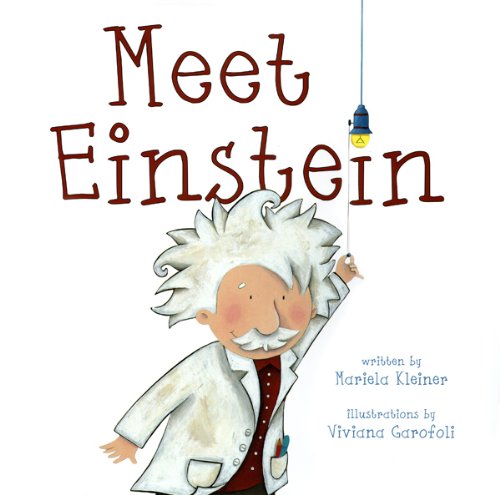 Meet
Einstein
written by
Mariela Kleiner
illustrations by
Viviana Garofoli